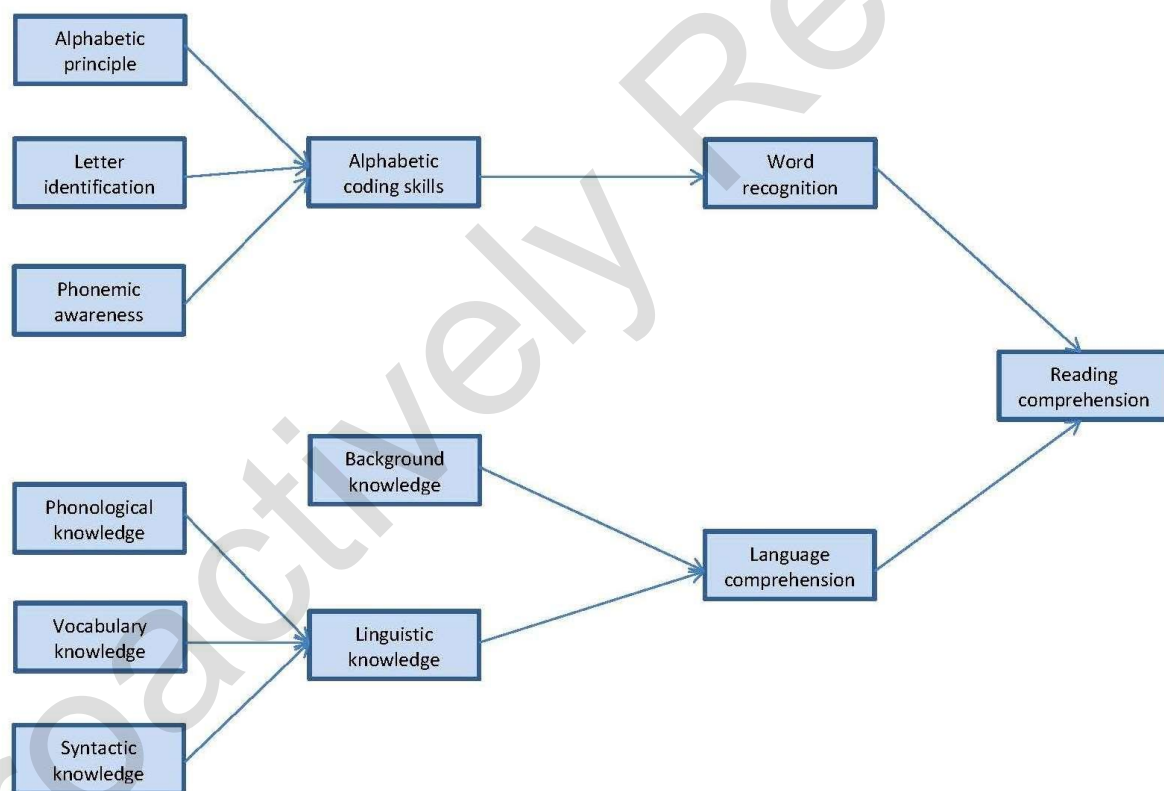 Alphabetic
principle
Letter
identification
Phonemic
awareness
Alphabetic
coding skills
Word
recognition
Reading
comprehension
Background
knowledge
Phonological
knowledge
Vocabulary
knowledge
Syntactic
knowledge
Linguistic
knowledge
Language
comprehension
oactively Re